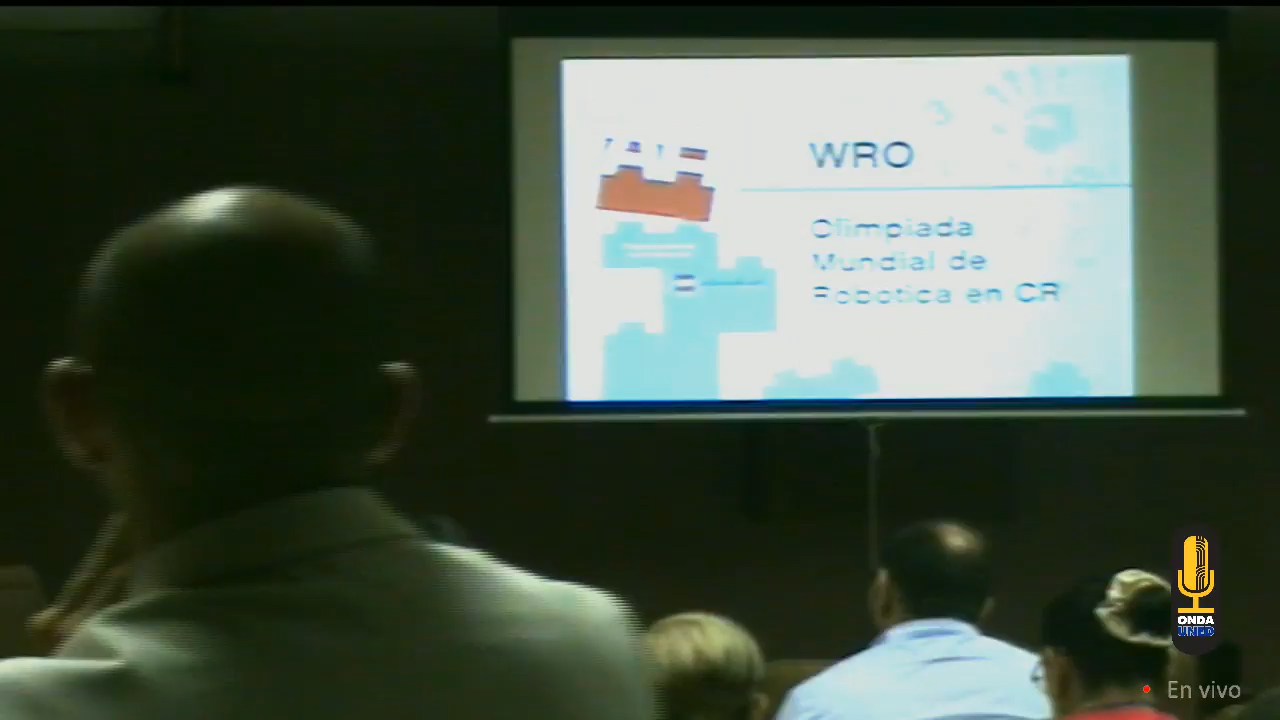 WRO
Olimpiada
Mundial de
Robotica en CR
ONDA
UNED
En vivo